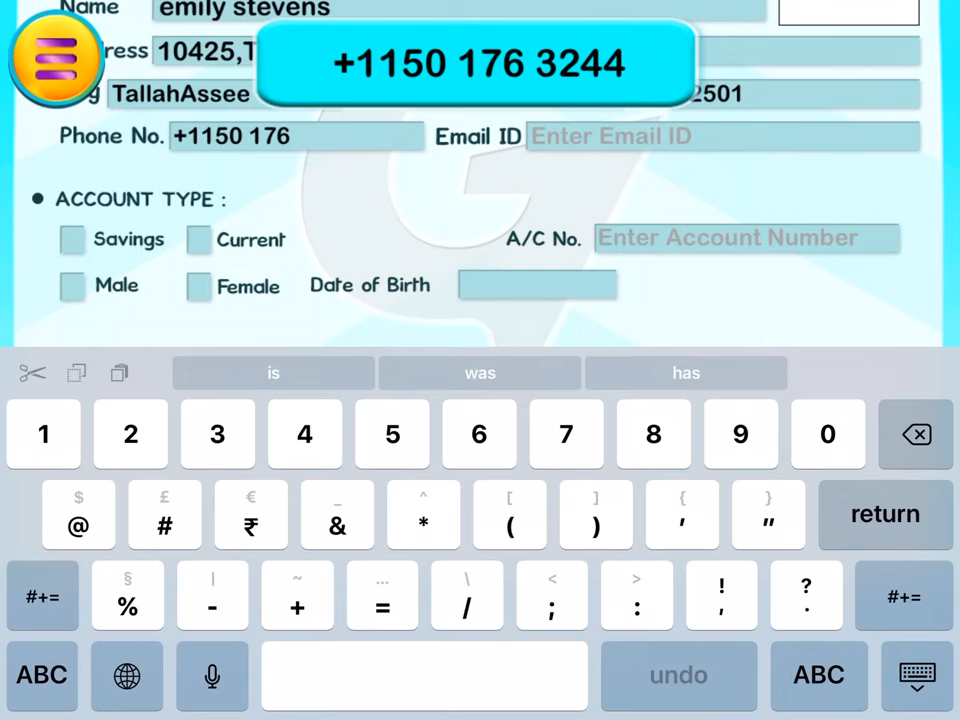 Name emily stevens
ress 10425,T
+1150 176 3244
g TallahAssee 2501
Phone No. +1150 176 Email ID Enter Email ID
• ACCOUNT TYPE :
Savings Current A/C No. Enter Account Number
Male Female Date of Birth
is was has
1 2 3 4 5 6 7 8 9 0
$ £ € _ ^ [ ] { }
@ # ₹ & * ( ) ' " return
§ | ~ ... \ < > ! ?
#+= % - + = / ; : , . #+=
ABC undo ABC